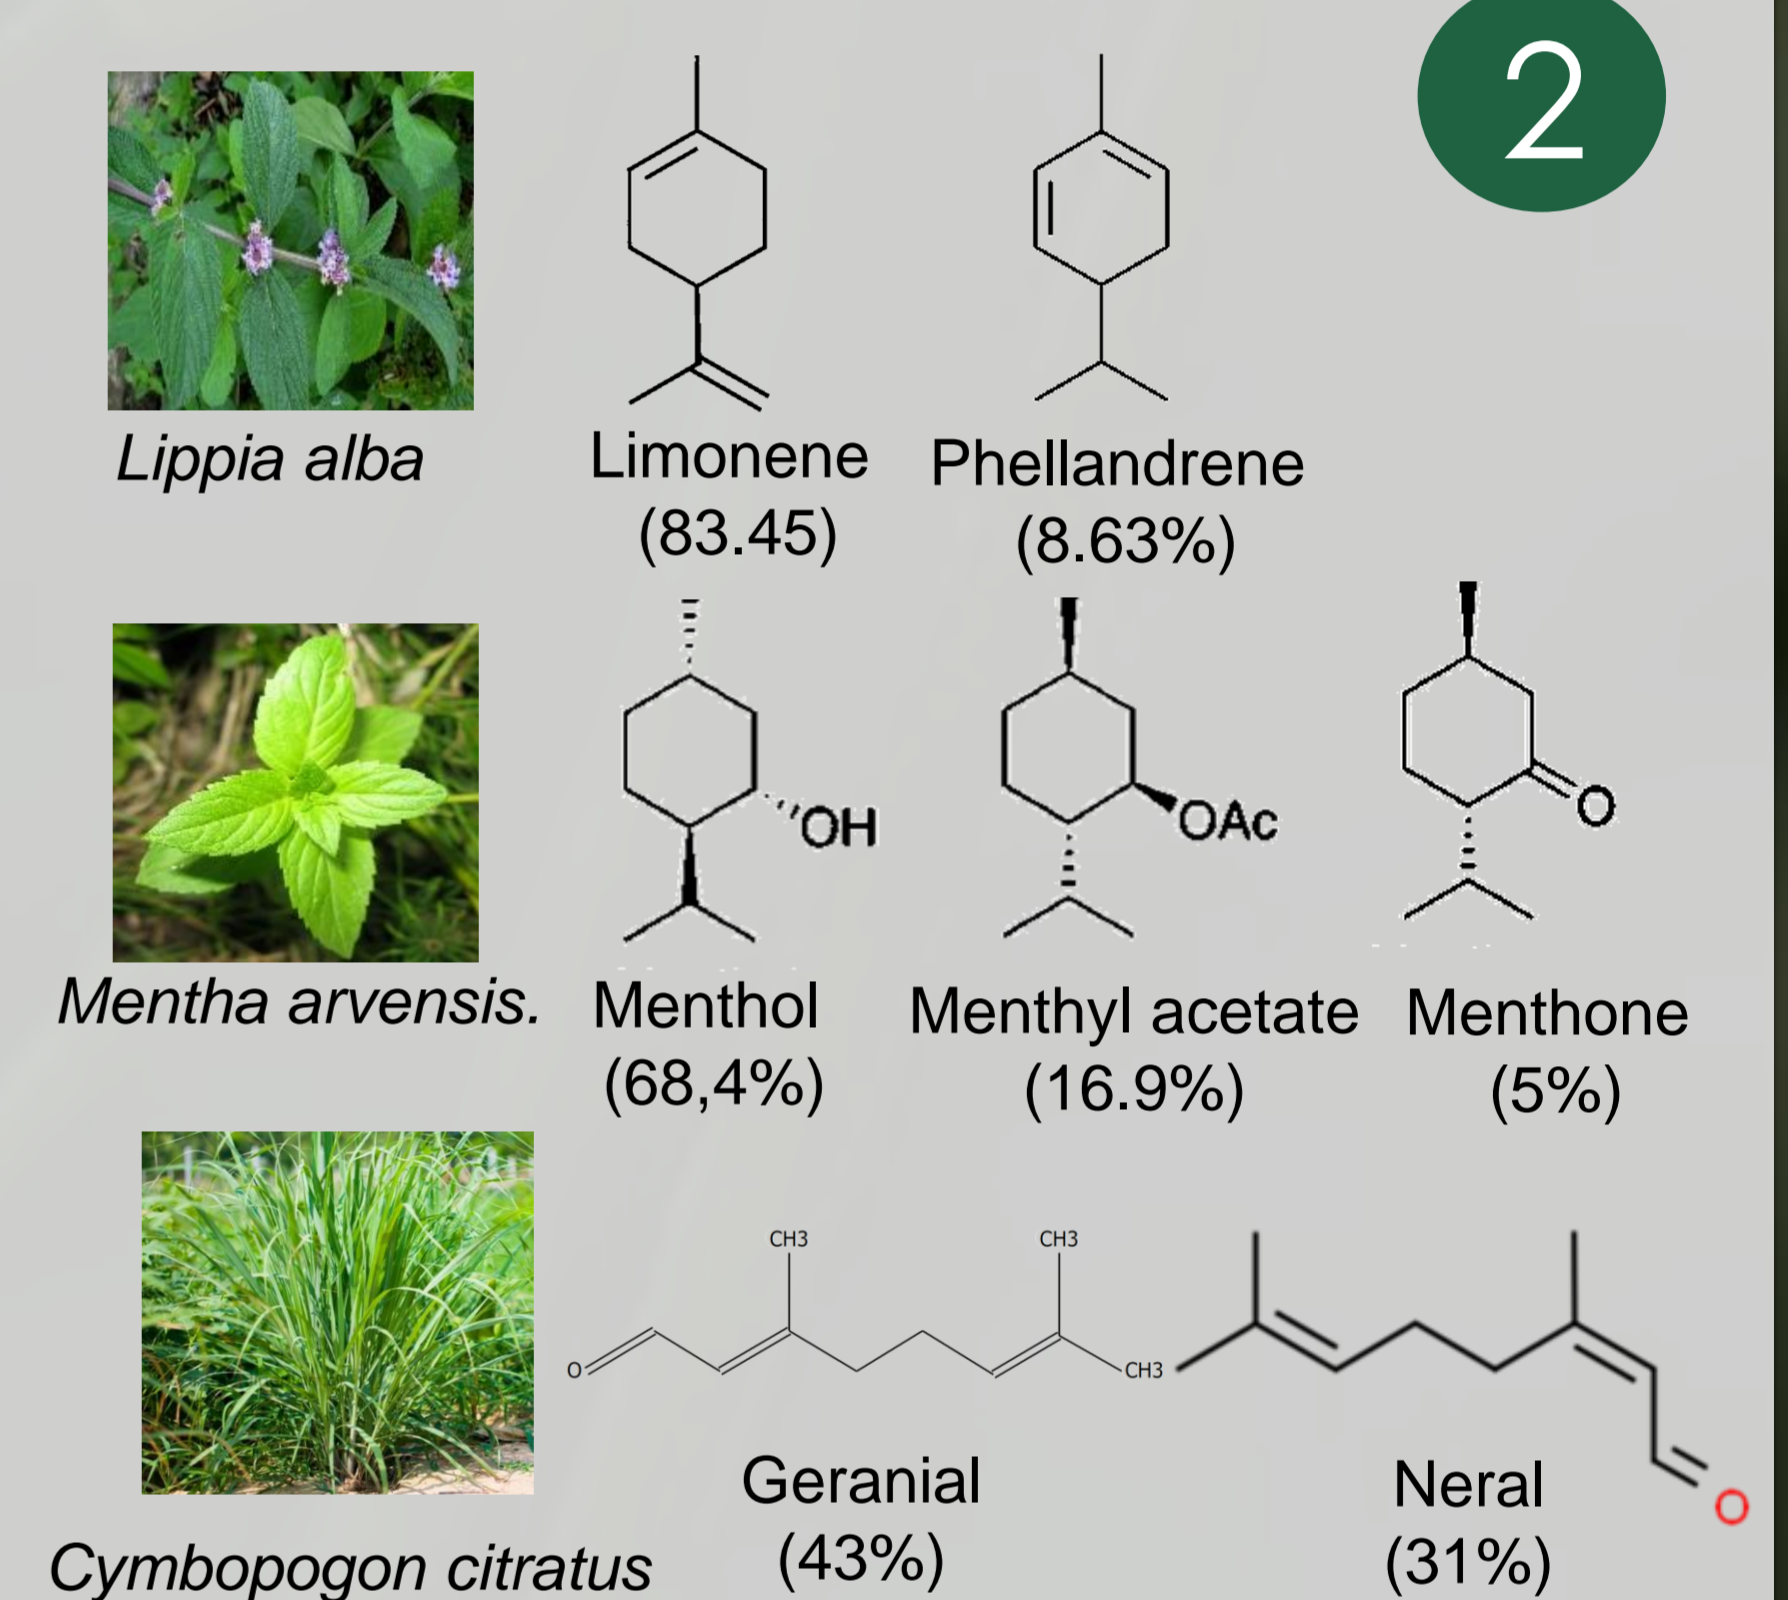 2
Lippia alba
Limonene
(83.45)
Phellandrene
(8.63%)
OH
OAc
O
Mentha arvensis.
Menthol
(68,4%)
Menthyl acetate
(16.9%)
Menthone
(5%)
CH3
CH3
O
CH3
O
Geranial
(43%)
Neral
(31%)
Cymbopogon citratus